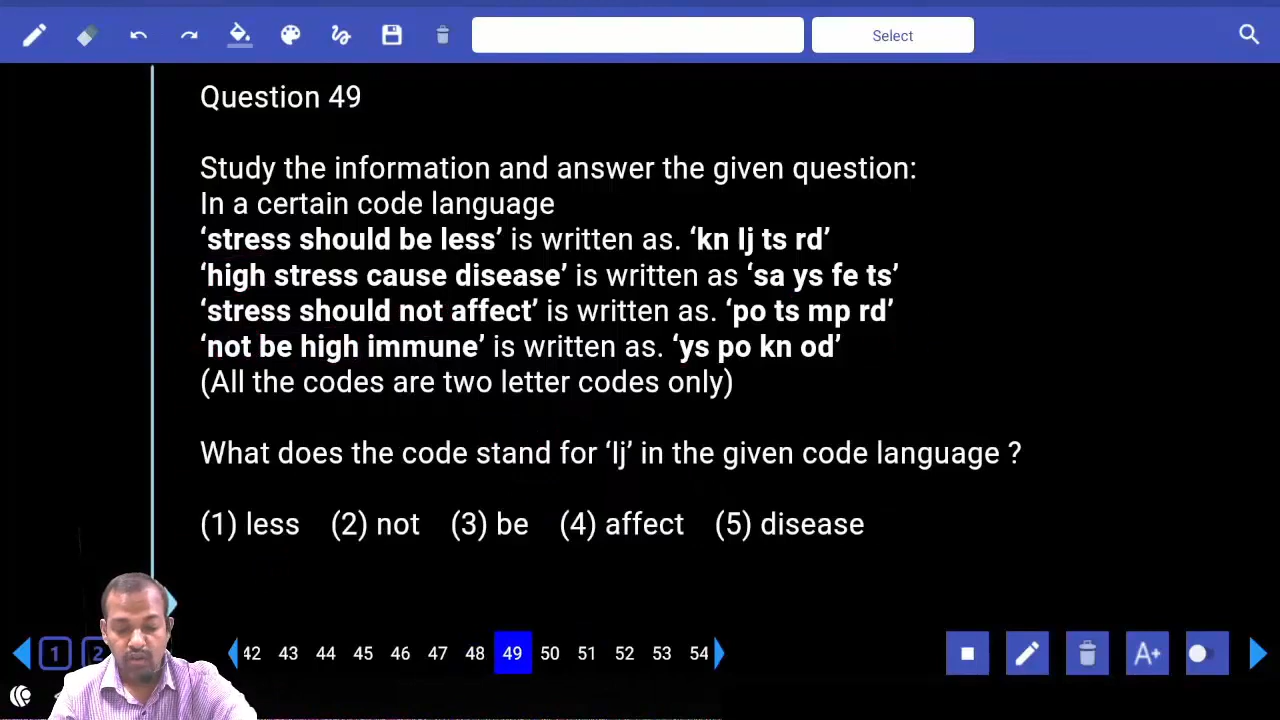 Select
Question 49
Study the information and answer the given question:
In a certain code language
‘stress should be less’ is written as. ‘kn lj ts rd’
‘high stress cause disease’ is written as ‘sa ys fe ts’
‘stress should not affect’ is written as. ‘po ts mp rd’
‘not be high immune’ is written as. ‘ys po kn od’
(All the codes are two letter codes only)
What does the code stand for ‘lj’ in the given code language ?
(1) less (2) not (3) be (4) affect (5) disease
1 2 42 43 44 45 46 47 48 49 50 51 52 53 54 A+